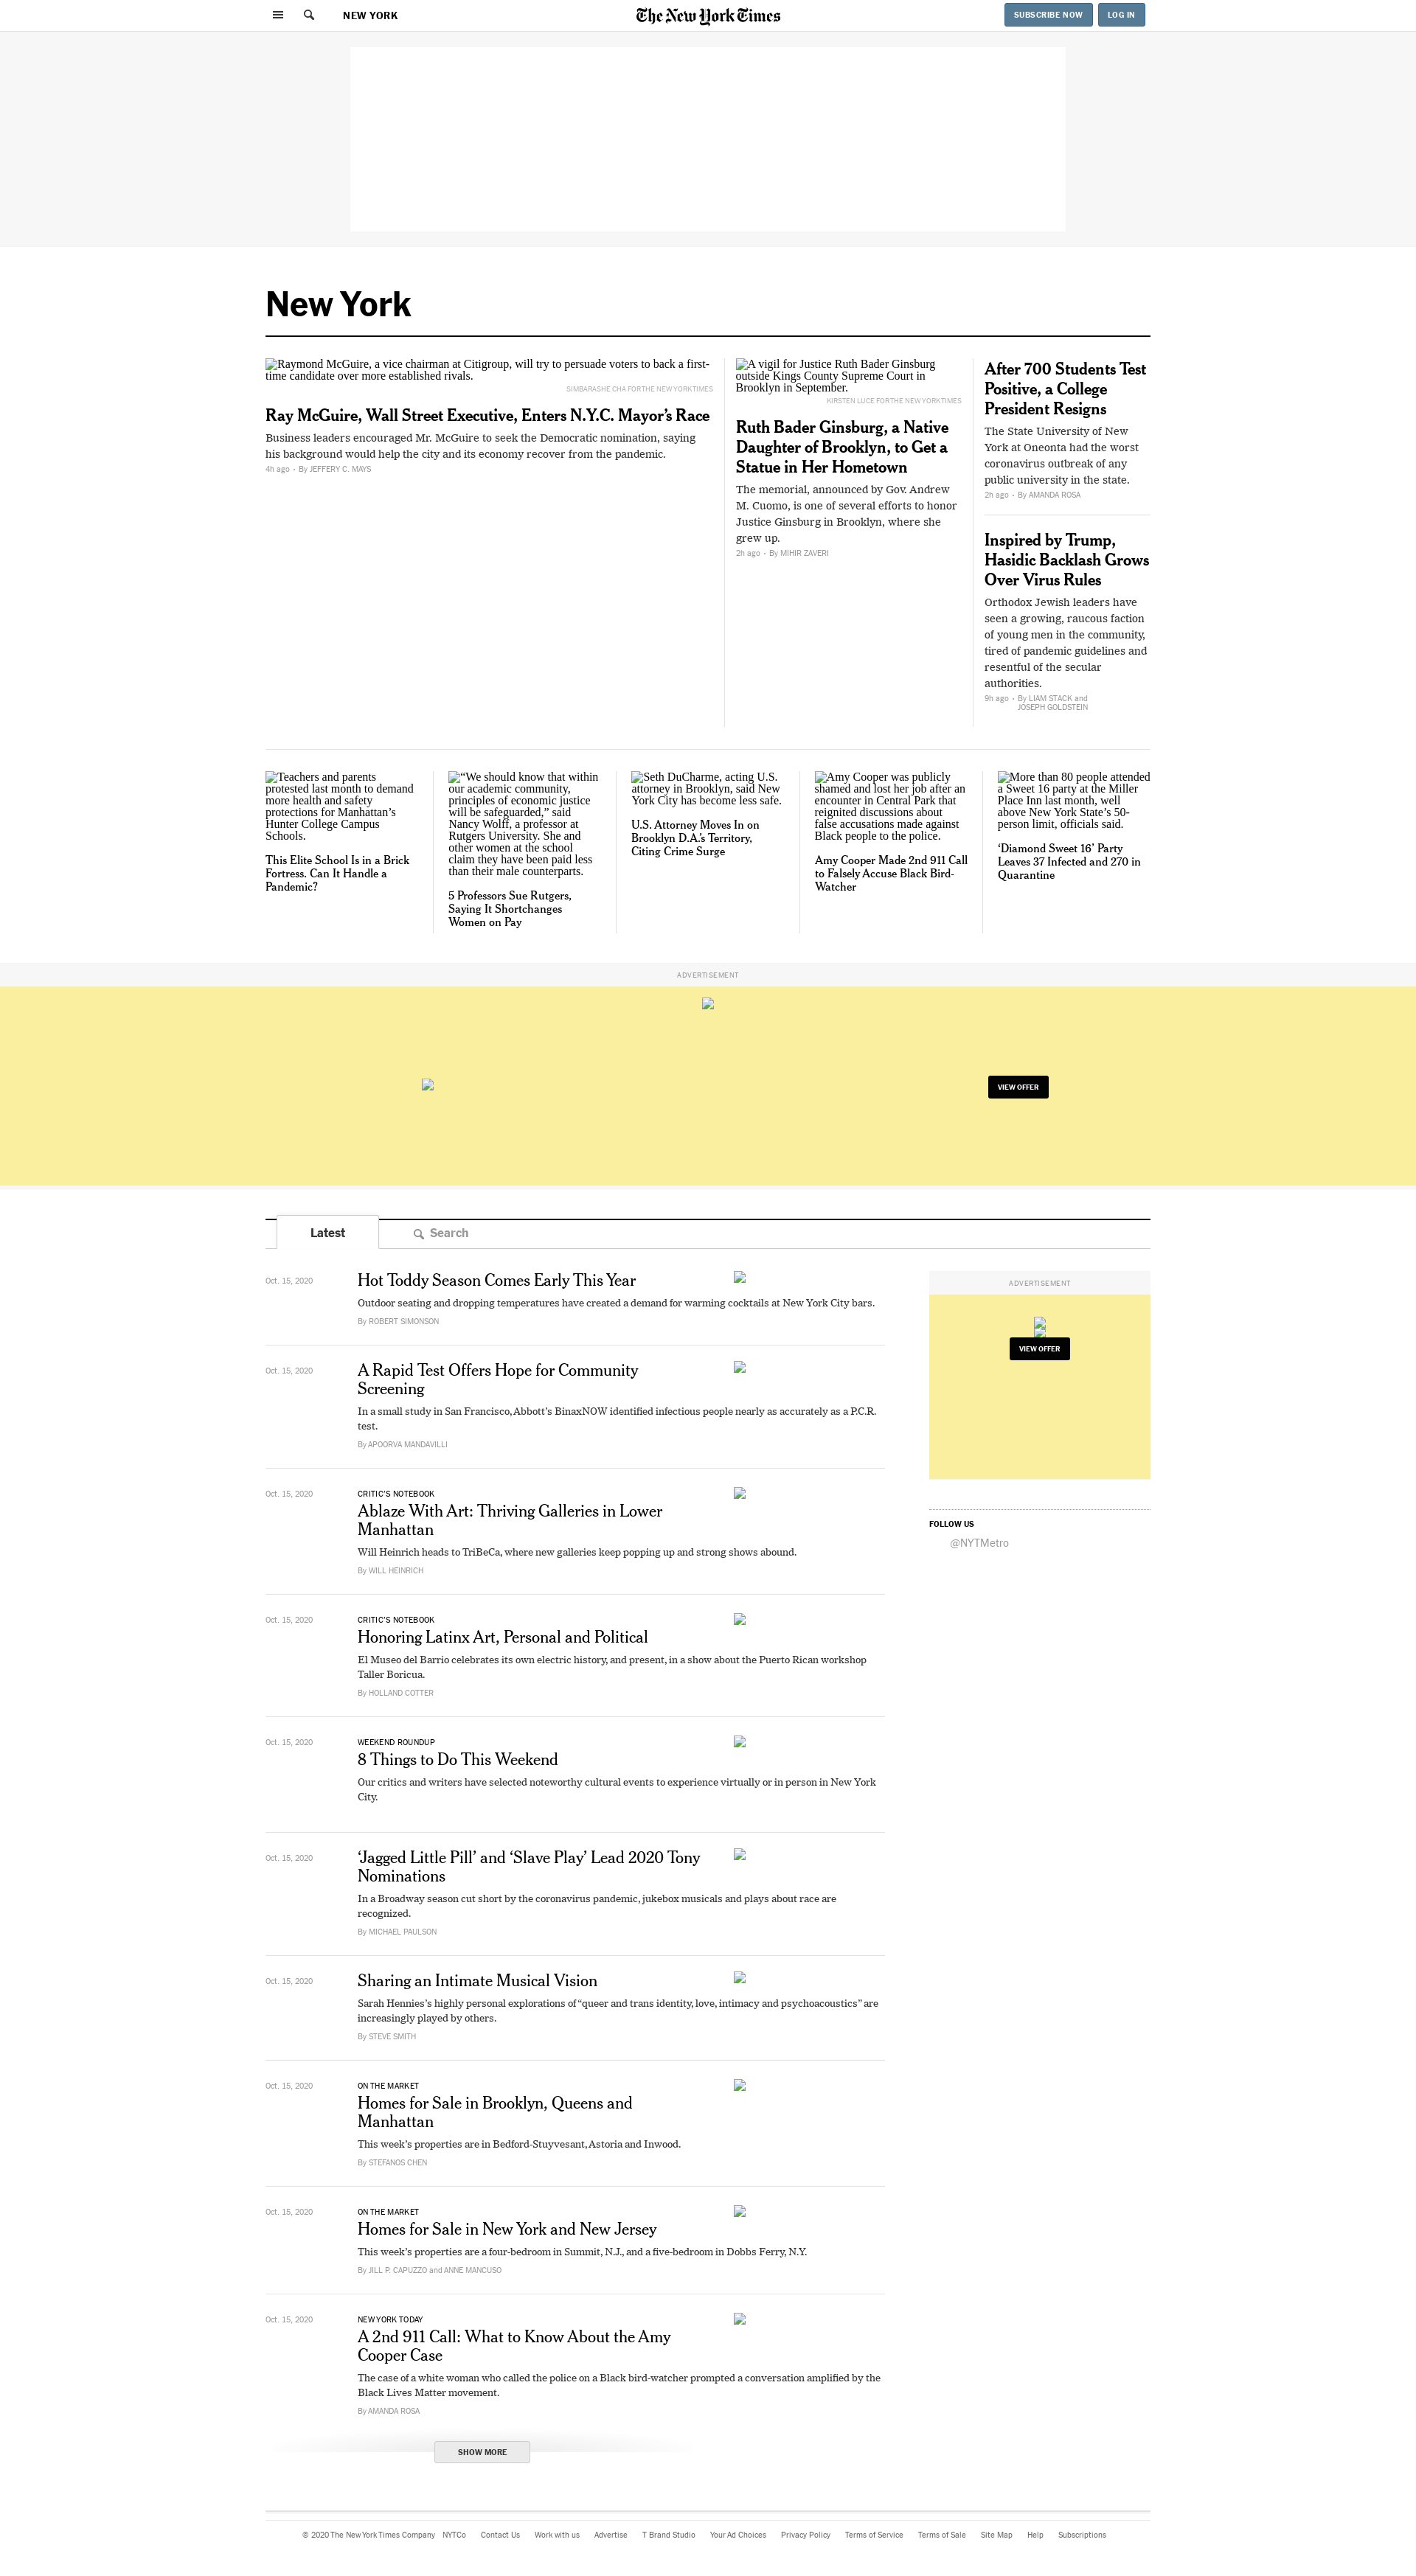 NEW YORK
The New York Times
SUBSCRIBE NOW
LOG IN
New York
Raymond McGuire, a vice chairman at Citigroup, will try to persuade voters to back a first-
time candidate over more established rivals.
SIMBARASHE CHA FOR THE NEW YORK TIMES
Ray McGuire, Wall Street Executive, Enters N.Y.C. Mayor’s Race
Business leaders encouraged Mr. McGuire to seek the Democratic nomination, saying
his background would help the city and its economy recover from the pandemic.
4h ago • By JEFFERY C. MAYS
A vigil for Justice Ruth Bader Ginsburg
outside Kings County Supreme Court in
Brooklyn in September.
KIRSTEN LUCE FOR THE NEW YORK TIMES
Ruth Bader Ginsburg, a Native
Daughter of Brooklyn, to Get a
Statue in Her Hometown
The memorial, announced by Gov. Andrew
M. Cuomo, is one of several efforts to honor
Justice Ginsburg in Brooklyn, where she
grew up.
2h ago • By MIHIR ZAVERI
After 700 Students Test
Positive, a College
President Resigns
The State University of New
York at Oneonta had the worst
coronavirus outbreak of any
public university in the state.
2h ago • By AMANDA ROSA
Inspired by Trump,
Hasidic Backlash Grows
Over Virus Rules
Orthodox Jewish leaders have
seen a growing, raucous faction
of young men in the community,
tired of pandemic guidelines and
resentful of the secular
authorities.
9h ago • By LIAM STACK and
JOSEPH GOLDSTEIN
Teachers and parents
protested last month to demand
more health and safety
protections for Manhattan’s
Hunter College Campus
Schools.
This Elite School Is in a Brick
Fortress. Can It Handle a
Pandemic?
“We should know that within
our academic community,
principles of economic justice
will be safeguarded,” said
Nancy Wolff, a professor at
Rutgers University. She and
other women at the school
claim they have been paid less
than their male counterparts.
5 Professors Sue Rutgers,
Saying It Shortchanges
Women on Pay
Seth DuCharme, acting U.S.
attorney in Brooklyn, said New
York City has become less safe.
U.S. Attorney Moves In on
Brooklyn D.A.’s Territory,
Citing Crime Surge
Amy Cooper was publicly
shamed and lost her job after an
encounter in Central Park that
reignited discussions about
false accusations made against
Black people to the police.
Amy Cooper Made 2nd 911 Call
to Falsely Accuse Black Bird-
Watcher
More than 80 people attended
a Sweet 16 party at the Miller
Place Inn last month, well
above New York State’s 50-
person limit, officials said.
‘Diamond Sweet 16’ Party
Leaves 37 Infected and 270 in
Quarantine
ADVERTISEMENT
VIEW OFFER
Latest
Search
Oct. 15, 2020
Hot Toddy Season Comes Early This Year
Outdoor seating and dropping temperatures have created a demand for warming cocktails at New York City bars.
By ROBERT SIMONSON
ADVERTISEMENT
VIEW OFFER
Oct. 15, 2020
A Rapid Test Offers Hope for Community
Screening
In a small study in San Francisco, Abbott’s BinaxNOW identified infectious people nearly as accurately as a P.C.R.
test.
By APOORVA MANDAVILLI
Oct. 15, 2020
CRITIC’S NOTEBOOK
Ablaze With Art: Thriving Galleries in Lower
Manhattan
Will Heinrich heads to TriBeCa, where new galleries keep popping up and strong shows abound.
By WILL HEINRICH
FOLLOW US
@NYTMetro
Oct. 15, 2020
CRITIC’S NOTEBOOK
Honoring Latinx Art, Personal and Political
El Museo del Barrio celebrates its own electric history, and present, in a show about the Puerto Rican workshop
Taller Boricua.
By HOLLAND COTTER
Oct. 15, 2020
WEEKEND ROUNDUP
8 Things to Do This Weekend
Our critics and writers have selected noteworthy cultural events to experience virtually or in person in New York
City.
Oct. 15, 2020
‘Jagged Little Pill’ and ‘Slave Play’ Lead 2020 Tony
Nominations
In a Broadway season cut short by the coronavirus pandemic, jukebox musicals and plays about race are
recognized.
By MICHAEL PAULSON
Oct. 15, 2020
Sharing an Intimate Musical Vision
Sarah Hennies’s highly personal explorations of “queer and trans identity, love, intimacy and psychoacoustics” are
increasingly played by others.
By STEVE SMITH
Oct. 15, 2020
ON THE MARKET
Homes for Sale in Brooklyn, Queens and
Manhattan
This week’s properties are in Bedford-Stuyvesant, Astoria and Inwood.
By STEFANOS CHEN
Oct. 15, 2020
ON THE MARKET
Homes for Sale in New York and New Jersey
This week’s properties are a four-bedroom in Summit, N.J., and a five-bedroom in Dobbs Ferry, N.Y.
By JILL P. CAPUZZO and ANNE MANCUSO
Oct. 15, 2020
NEW YORK TODAY
A 2nd 911 Call: What to Know About the Amy
Cooper Case
The case of a white woman who called the police on a Black bird-watcher prompted a conversation amplified by the
Black Lives Matter movement.
By AMANDA ROSA
SHOW MORE
© 2020 The New York Times Company NYTCo Contact Us Work with us Advertise T Brand Studio Your Ad Choices Privacy Policy Terms of Service Terms of Sale Site Map Help Subscriptions